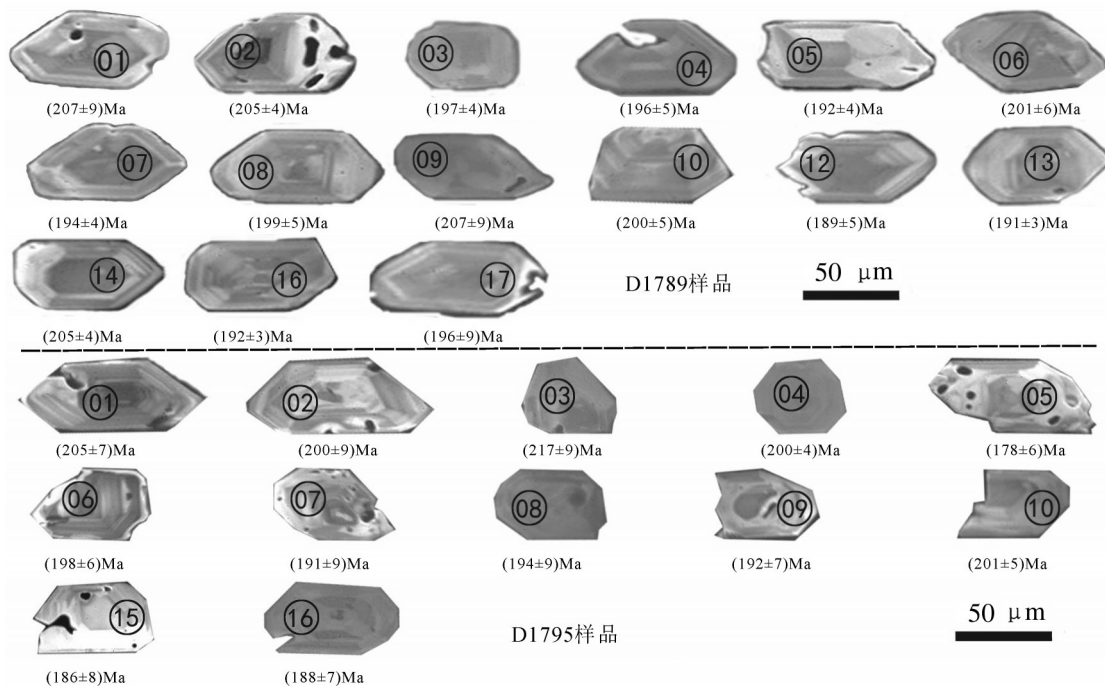 01 02 03 04 05 06
(207±9)Ma (205±4)Ma (197±4)Ma (196±5)Ma (192±4)Ma (201±6)Ma
07 08 09 10 12 13
(194±4)Ma (199±5)Ma (207±9)Ma (200±5)Ma (189±5)Ma (191±3)Ma
14 16 17 D1789样品 50 μm
(205±4)Ma (192±3)Ma (196±9)Ma
01 02 03 04 05
(205±7)Ma (200±9)Ma (217±9)Ma (200±4)Ma (178±6)Ma
06 07 08 09 10
(198±6)Ma (191±9)Ma (194±9)Ma (192±7)Ma (201±5)Ma
15 16 D1795样品 50 μm
(186±8)Ma (188±7)Ma